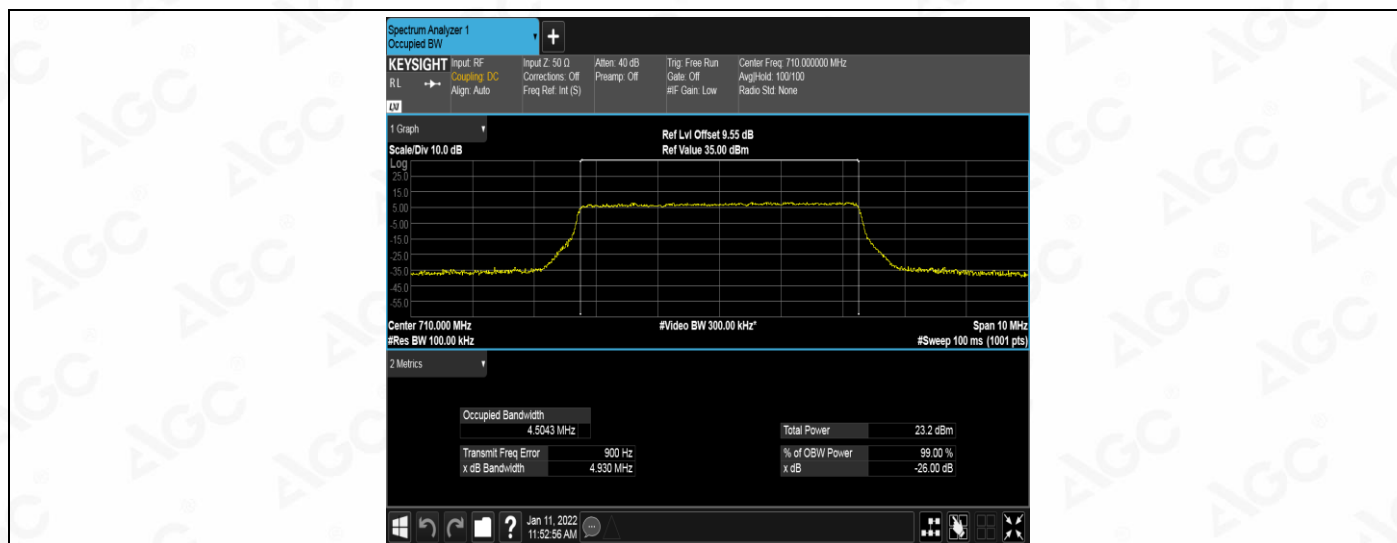 Spectrum Analyzer 1
Occupied BW
+
KEYSIGHT Input: RF Input Z: 50 Ω Atten: 40 dB Trig: Free Run Center Freq: 710.000000 MHz
RL Coupling: DC Corrections: Off Preamp: Off Gate: Off Avg|Hold: 100/100
Align: Auto Freq Ref: Int (S) #IF Gain: Low Radio Std: None
LXI
1 Graph
Ref Lvl Offset 9.55 dB
Scale/Div 10.0 dB Ref Value 35.00 dBm
Log
25.0
15.0
5.00
-5.00
-15.0
-25.0
-35.0
-45.0
-55.0
Center 710.000 MHz #Video BW 300.00 kHz* Span 10 MHz
#Res BW 100.00 kHz #Sweep 100 ms (1001 pts)
2 Metrics
Occupied Bandwidth
4.5043 MHz Total Power 23.2 dBm
Transmit Freq Error 900 Hz % of OBW Power 99.00 %
x dB Bandwidth 4.930 MHz x dB -26.00 dB
? Jan 11, 2022
11:52:56 AM
AGC